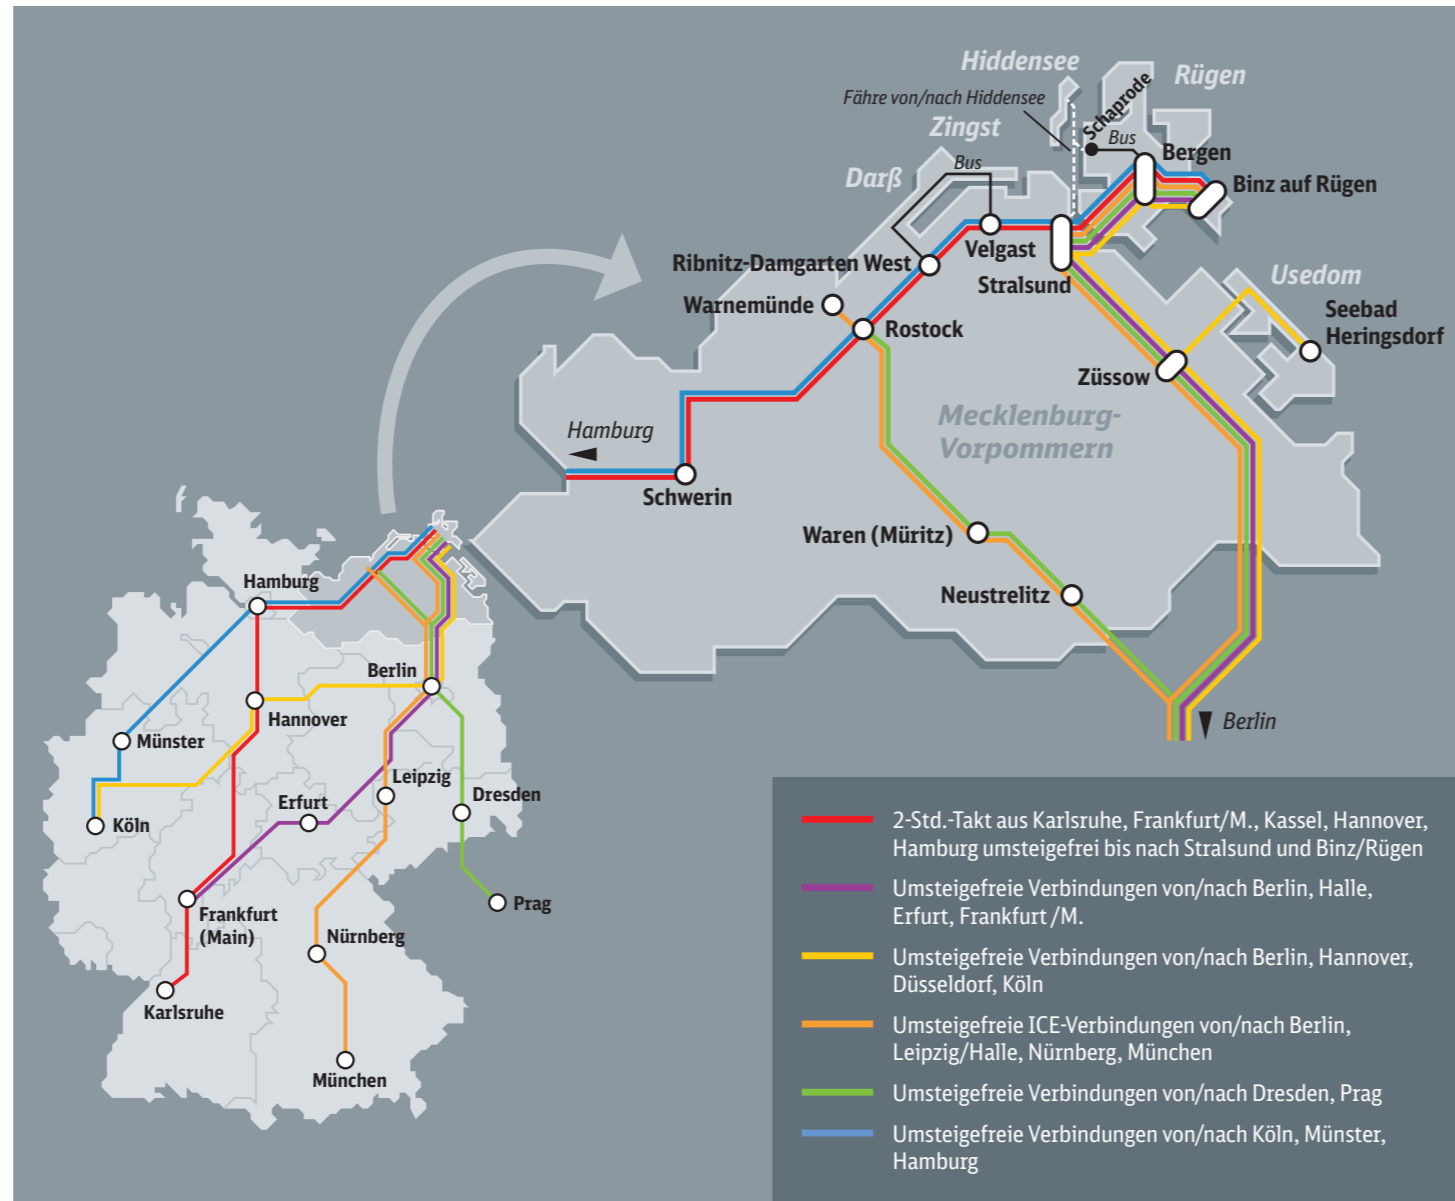 Hiddensee
Rügen
Fähre von/nach Hiddensee
Schaprode
Zingst
Bus
Bergen
Darß
Bus
Binz auf Rügen
Velgast
Ribnitz-Damgarten West
Stralsund
Usedom
Warnemünde
Seebad
Heringsdorf
Rostock
Züssow
Mecklenburg-
Vorpommern
Hamburg
Schwerin
Waren (Müritz)
Neustrelitz
Berlin
Hamburg
Berlin
Hannover
Münster
Leipzig
Erfurt
Dresden
Köln
Frankfurt
(Main)
Prag
Nürnberg
Karlsruhe
München
2-Std.-Takt aus Karlsruhe, Frankfurt/M., Kassel, Hannover,
Hamburg umsteigefrei bis nach Stralsund und Binz/Rügen
Umsteigefreie Verbindungen von/nach Berlin, Halle,
Erfurt, Frankfurt /M.
Umsteigefreie Verbindungen von/nach Berlin, Hannover,
Düsseldorf, Köln
Umsteigefreie ICE-Verbindungen von/nach Berlin,
Leipzig/Halle, Nürnberg, München
Umsteigefreie Verbindungen von/nach Dresden, Prag
Umsteigefreie Verbindungen von/nach Köln, Münster,
Hamburg